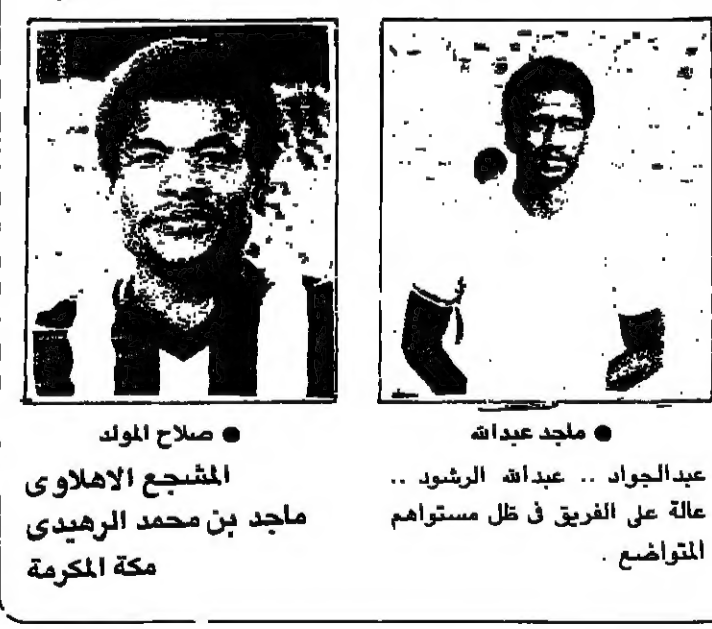 ● ماجد عبدالله
عبدالجواد .. عبدالله الرشود ..
عالة على الفريق فى ظل مستواهم
المتواضع .
● صلاح المولد
المشجع الاهلاوى
ماجد بن محمد الرهيدى
مكة المكرمة